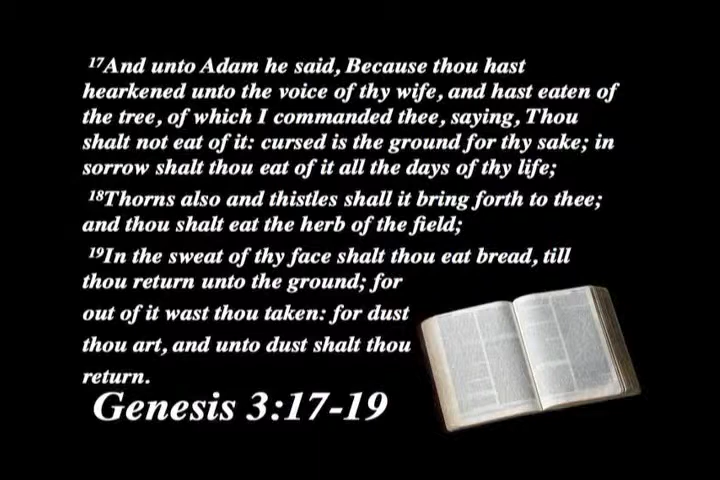 17And unto Adam he said, Because thou hast
hearkened unto the voice of thy wife, and hast eaten of
the tree, of which I commanded thee, saying, Thou
shalt not eat of it: cursed is the ground for thy sake; in
sorrow shalt thou eat of it all the days of thy life;
18Thorns also and thistles shall it bring forth to thee;
and thou shalt eat the herb of the field;
19In the sweat of thy face shalt thou eat bread, till
thou return unto the ground; for
out of it wast thou taken: for dust
thou art, and unto dust shalt thou
return.
Genesis 3:17-19